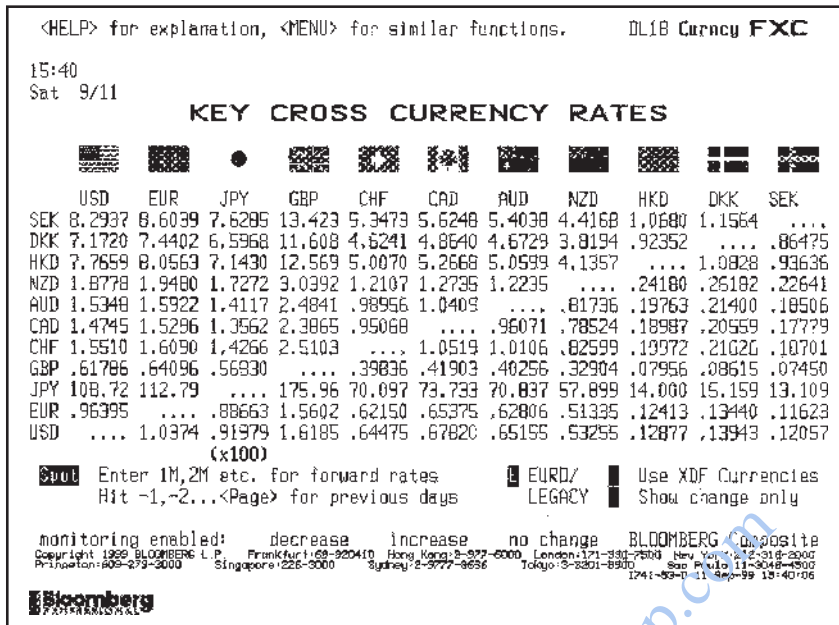 <HELP> for explanation, <MENU> for similar functions. DL18 Curncy FXC
15:40
Sat 9/11
KEY CROSS CURRENCY RATES
USD EUR JPY GBP CHF CAD AUD NZD HKD DKK SEK
SEK 8.2937 8.6039 7.6285 13.423 5.3473 5.6248 5.4038 4.4168 1.0680 1.1564 ....
DKK 7.1720 7.4402 6.5968 11.608 4.6241 4.8640 4.6729 3.8194 .92352 .... .86475
HKD 7.7659 8.0563 7.1430 12.569 5.0070 5.2668 5.0599 4.1357 .... 1.0828 .93636
NZD 1.8778 1.9480 1.7272 3.0392 1.2107 1.2735 1.2235 .... .24180 .26182 .22641
AUD 1.5348 1.5922 1.4117 2.4841 .98956 1.0409 .... .81736 .19763 .21400 .18506
CAD 1.4745 1.5296 1.3562 2.3865 .95068 .... .96071 .78524 .18987 .20559 .17779
CHF 1.5510 1.6090 1.4266 2.5103 .... 1.0519 1.0106 .82599 .19972 .21626 .18701
GBP .61786 .64096 .56830 .... .39836 .41903 .40256 .32904 .07956 .08615 .07450
JPY 108.72 112.79 .... 175.96 70.097 73.733 70.837 57.899 14.000 15.159 13.109
EUR .96395 .... .88663 1.5602 .62150 .65375 .62806 .51335 .12413 .13440 .11623
USD .... 1.0374 .91979 1.6185 .64475 .67820 .65155 .53255 .12877 .13943 .12057
(x100)
Spot Enter 1M,2M etc. for forward rates E EURO/ Use XDF Currencies
Hit -1,-2...<Page> for previous days LEGACY Show change only
monitoring enabled: decrease increase no change BLOOMBERG Composite
Copyright 1999 BLOOMBERG L.P. Frankfurt:69-920410 Hong Kong:2-977-6000 London:171-330-7500 New York:212-318-2000
Princeton:609-279-3000 Singapore:226-3000 Sydney:2-9777-8686 Tokyo:3-3201-8900 Sao Paulo:11-3048-4500
11-Sep-99 15:40:06
Bloomberg